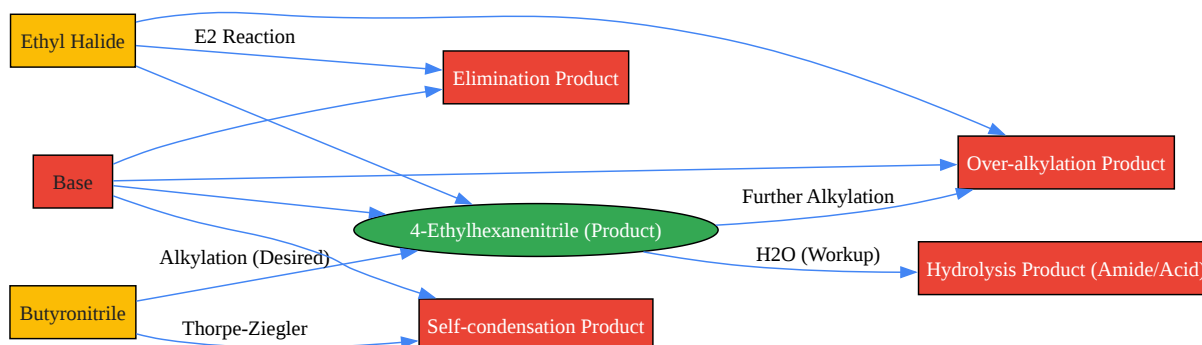 Ethyl Halide
E2 Reaction
Elimination Product
Base
Over-alkylation Product
Further Alkylation
4-Ethylhexanenitrile (Product)
H2O (Workup)
Alkylation (Desired)
Hydrolysis Product (Amide/Acid)
Butyronitrile
Thorpe-Ziegler
Self-condensation Product